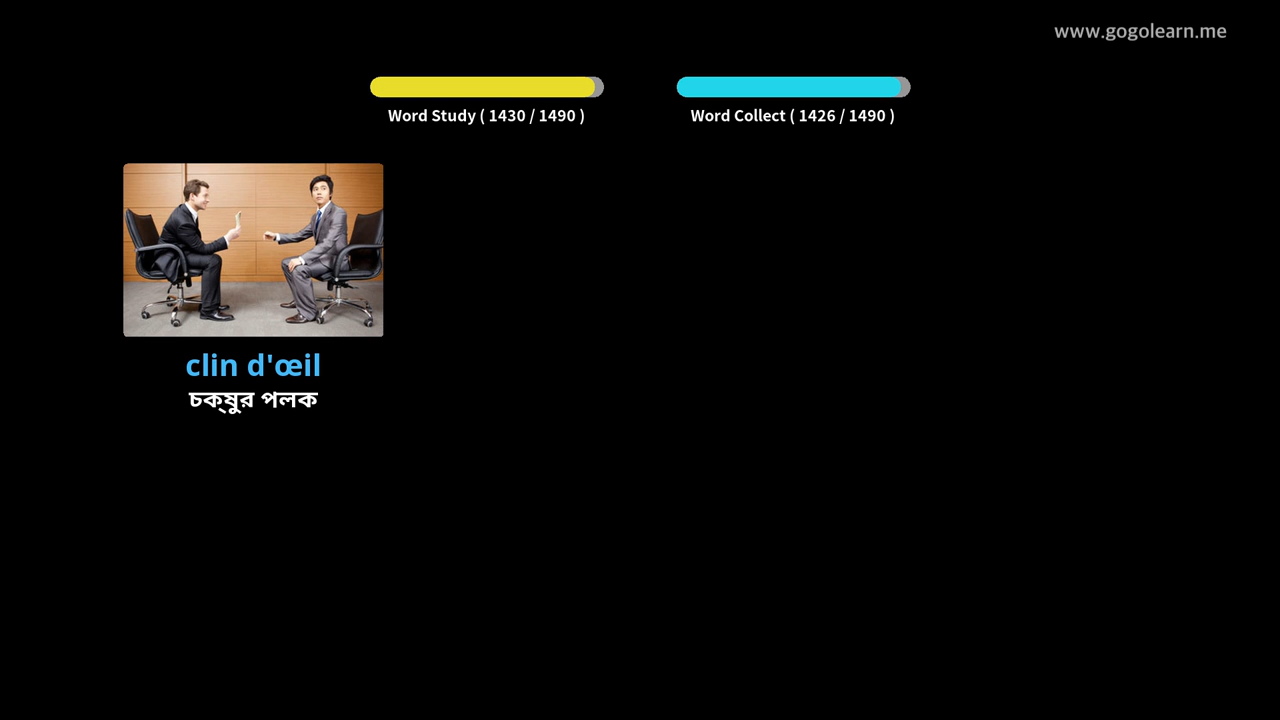 www.gogolearn.me
Word Study ( 1430 / 1490 )
Word Collect ( 1426 / 1490 )
clin d'œil
চক্ষুর পলক